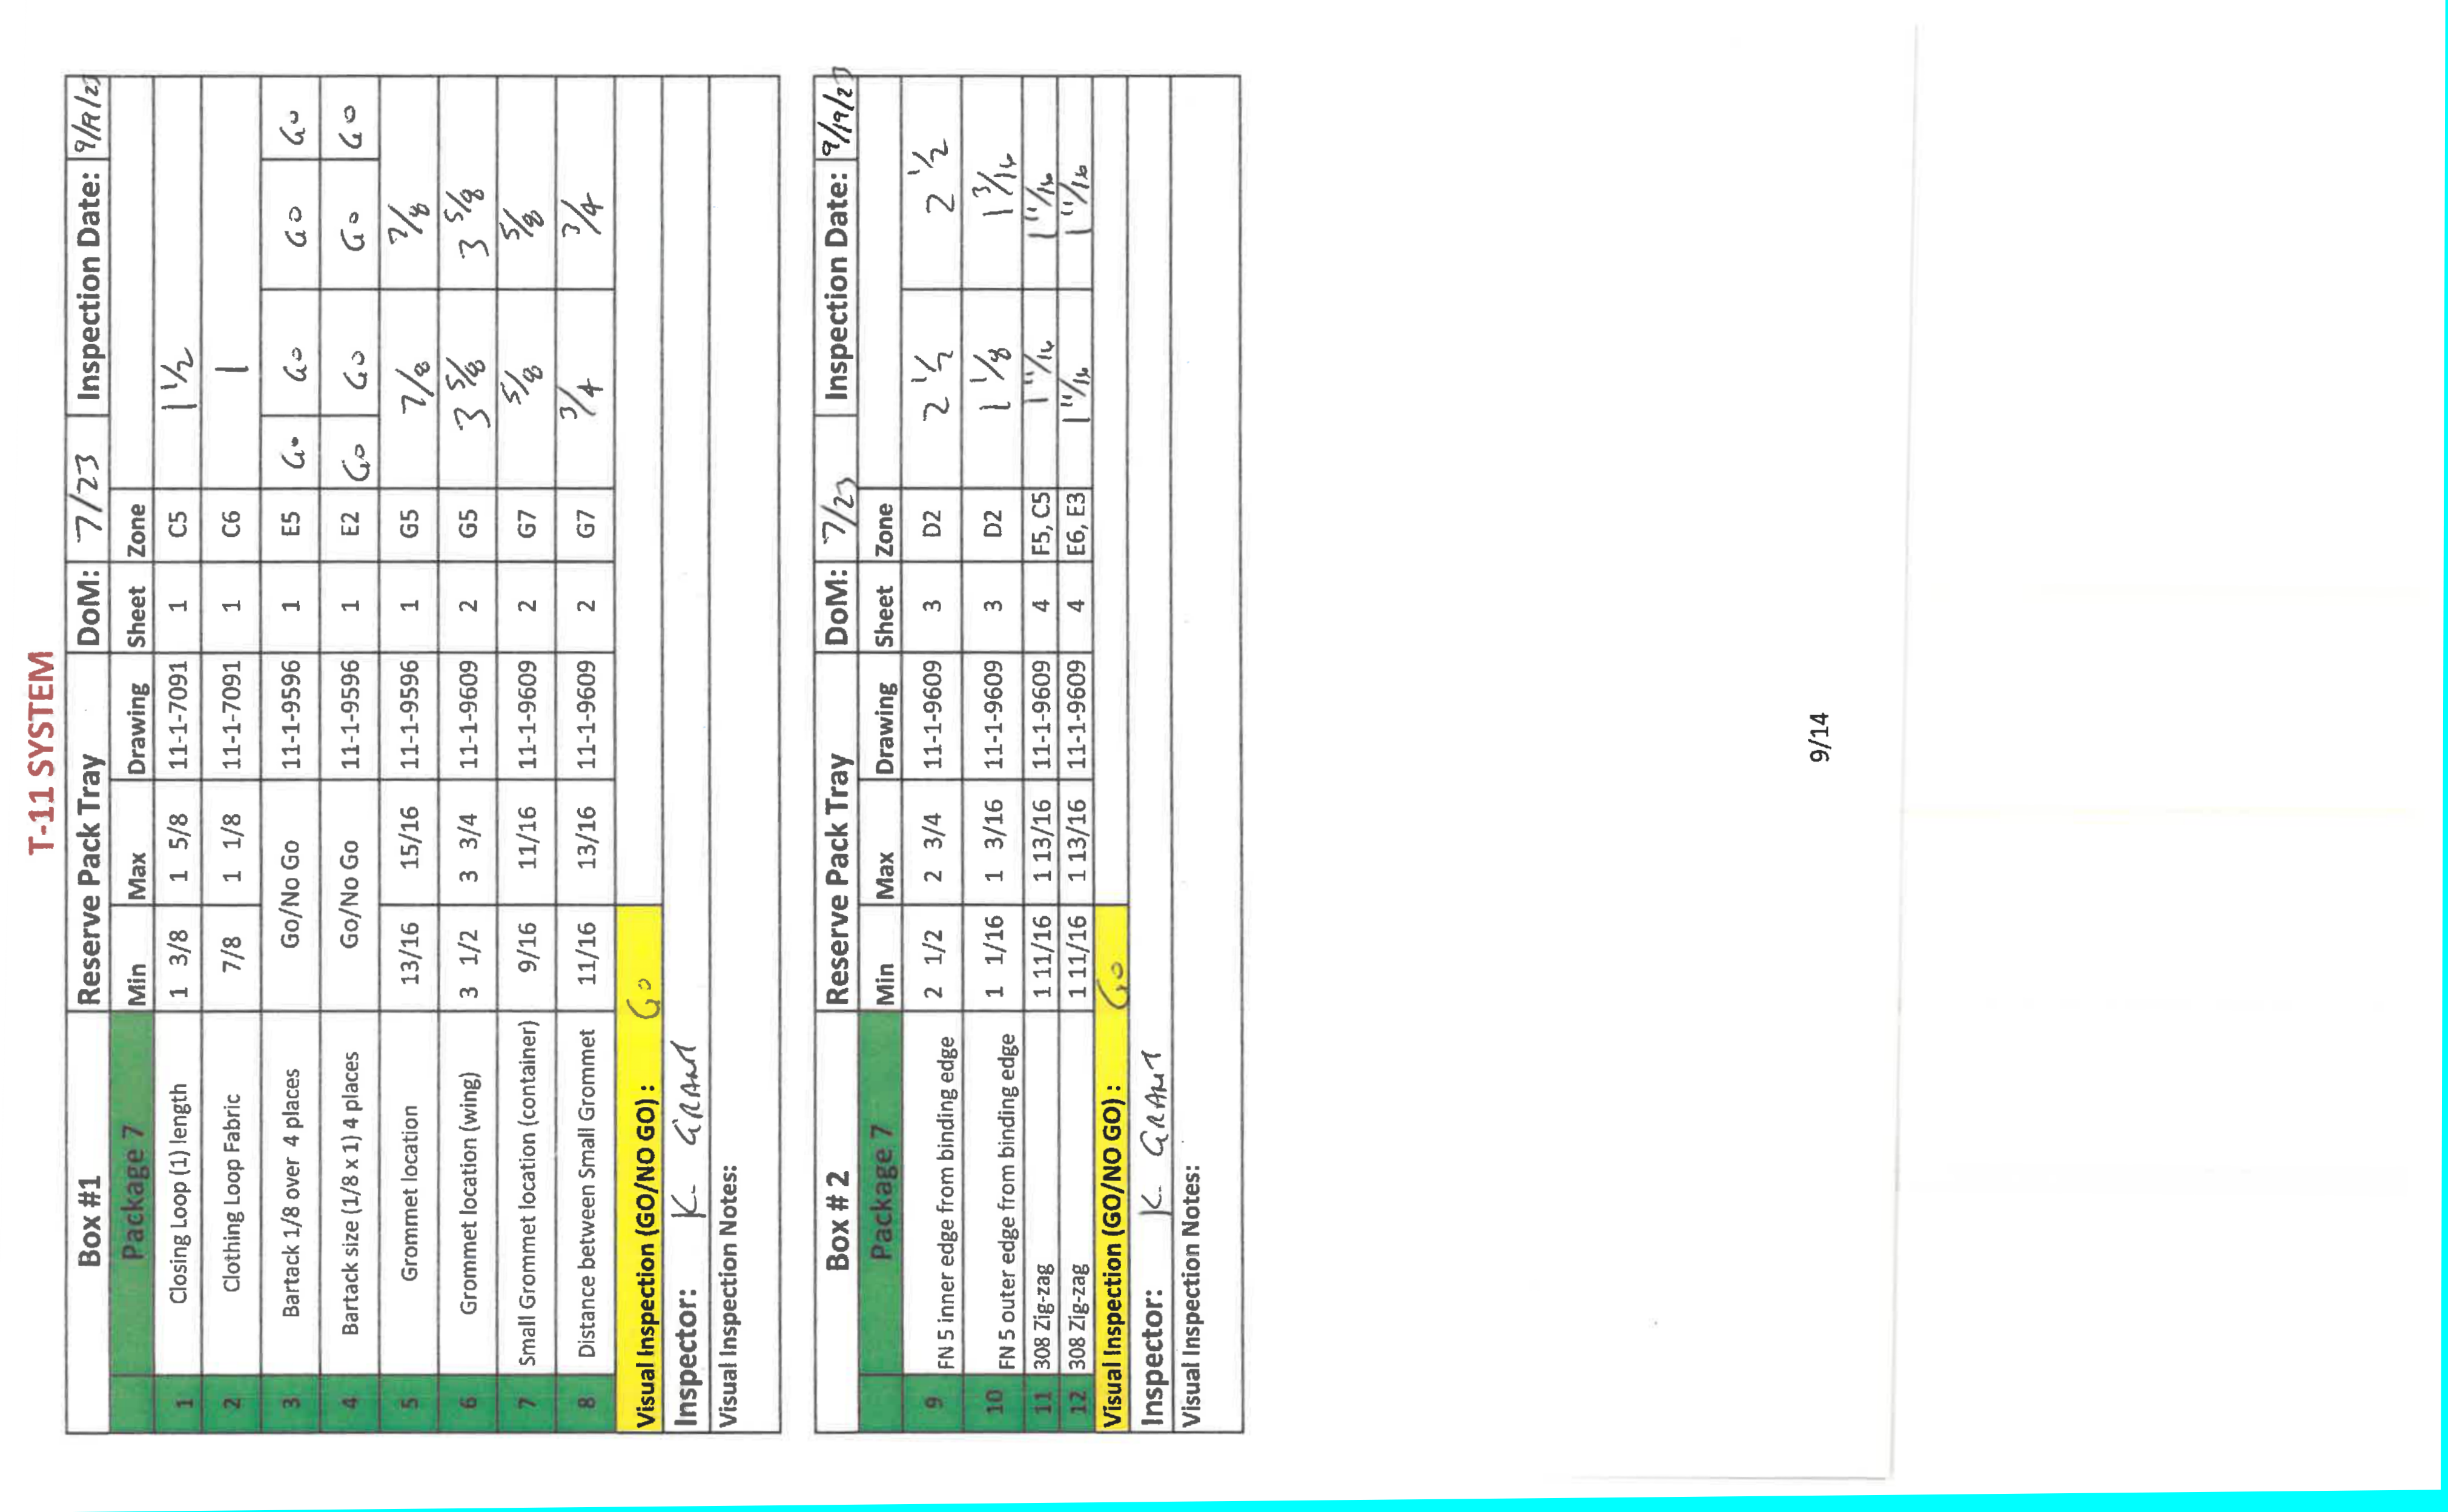 T-11 SYSTEM
Box #1 Reserve Pack Tray DoM: 7/23 Inspection Date: 9/19/23
Package 7 Min Max Drawing Sheet Zone
1 Closing Loop (1) length 1 3/8 1 5/8 11-1-7091 1 C5 1 1/2
2 Clothing Loop Fabric 7/8 1 1/8 11-1-7091 1 C6 1
3 Bartack 1/8 over 4 places Go/No Go 11-1-9596 1 E5 Go Go Go Go
4 Bartack size (1/8 x 1) 4 places Go/No Go 11-1-9596 1 E2 Go Go Go Go
5 Grommet location 13/16 15/16 11-1-9596 1 G5 7/8 7/8
6 Grommet location (wing) 3 1/2 3 3/4 11-1-9609 2 G5 3 5/8 3 5/8
7 Small Grommet location (container) 9/16 11/16 11-1-9609 2 G7 5/8 5/8
8 Distance between Small Grommet 11/16 13/16 11-1-9609 2 G7 3/4 3/4
Visual Inspection (GO/NO GO) : Go
Inspector: K. GRANT
Visual Inspection Notes:
Box # 2 Reserve Pack Tray DoM: 7/23 Inspection Date: 9/19/23
Package 7 Min Max Drawing Sheet Zone
9 FN 5 inner edge from binding edge 2 1/2 2 3/4 11-1-9609 3 D2 2 1/2 2 1/2
10 FN 5 outer edge from binding edge 1 1/16 1 3/16 11-1-9609 3 D2 1 1/8 1 3/16
11 308 Zig-zag 1 11/16 1 13/16 11-1-9609 4 F5, C5 1 11/16 1 11/16
12 308 Zig-zag 1 11/16 1 13/16 11-1-9609 4 E6, E3 1 11/16 1 11/16
Visual Inspection (GO/NO GO) : Go
Inspector: K. GRANT
Visual Inspection Notes:
9/14